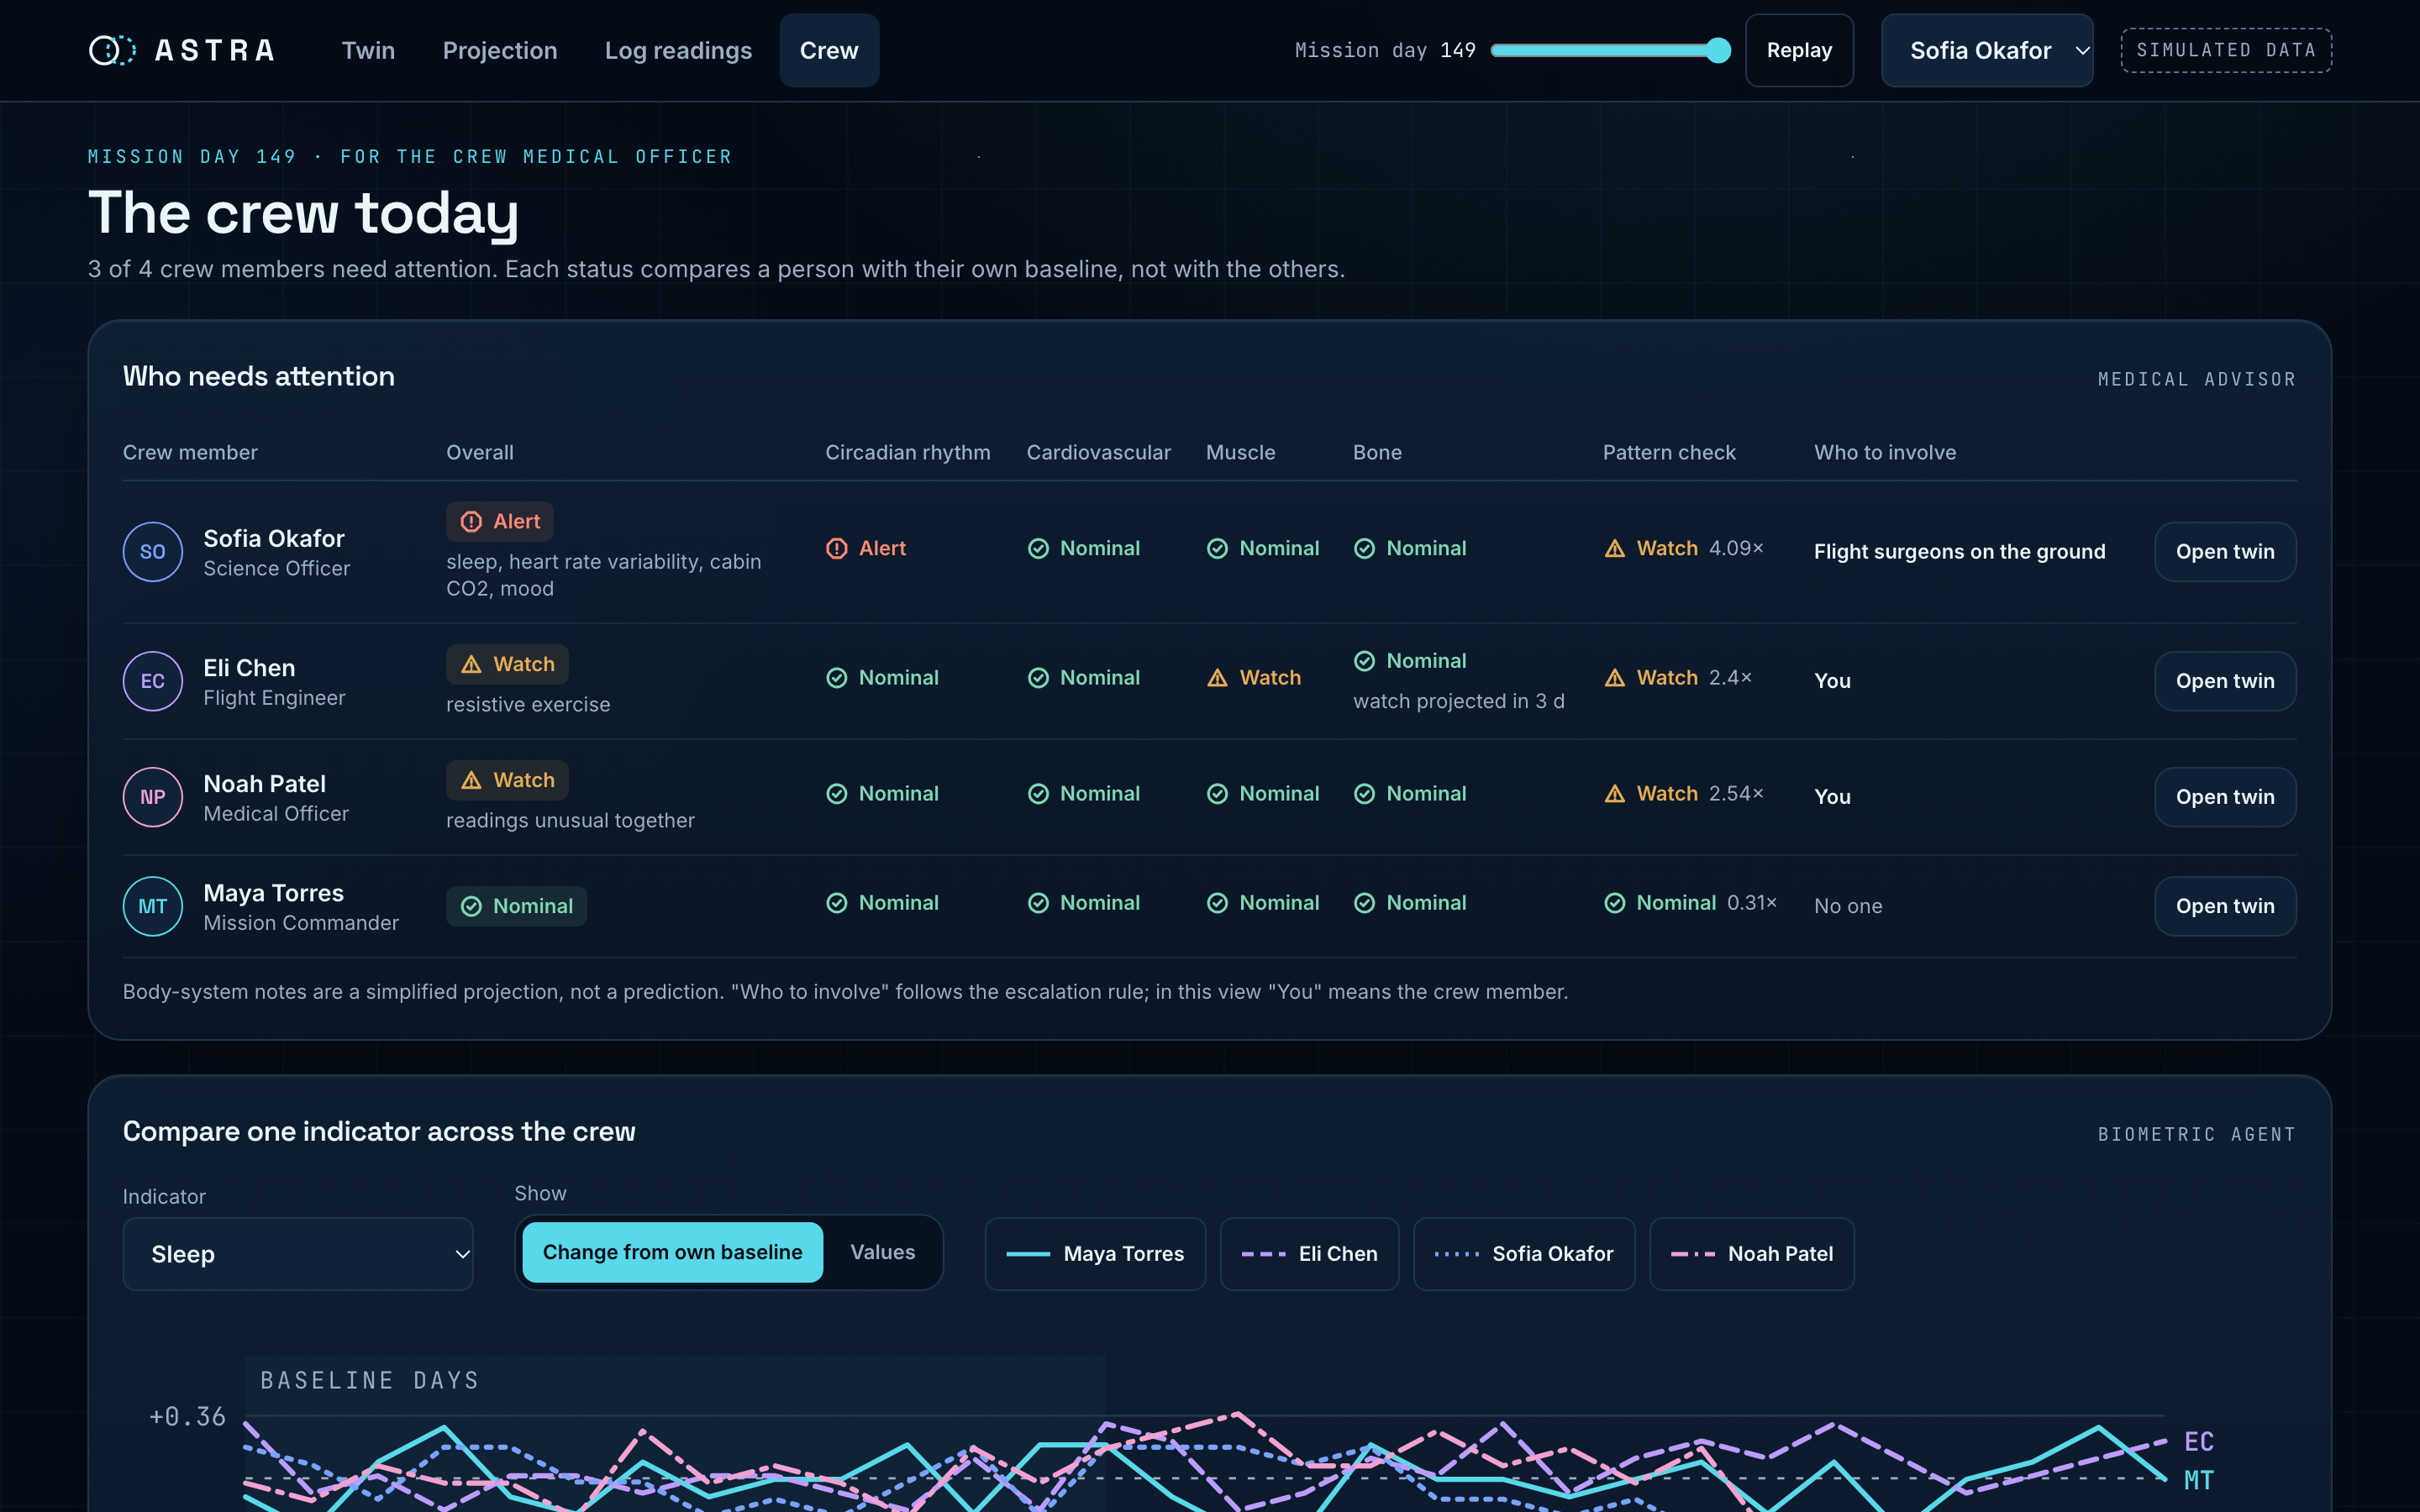 ASTRA Twin Projection Log readings Crew Mission day 149 Replay Sofia Okafor SIMULATED DATA
MISSION DAY 149 · FOR THE CREW MEDICAL OFFICER
The crew today
3 of 4 crew members need attention. Each status compares a person with their own baseline, not with the others.
Who needs attention MEDICAL ADVISOR
Crew member Overall Circadian rhythm Cardiovascular Muscle Bone Pattern check Who to involve
SO Sofia Okafor Science Officer Alert sleep, heart rate variability, cabin CO2, mood Alert Nominal Nominal Nominal Watch 4.09× Flight surgeons on the ground Open twin
EC Eli Chen Flight Engineer Watch resistive exercise Nominal Nominal Watch Nominal watch projected in 3 d Watch 2.4× You Open twin
NP Noah Patel Medical Officer Watch readings unusual together Nominal Nominal Nominal Nominal Watch 2.54× You Open twin
MT Maya Torres Mission Commander Nominal Nominal Nominal Nominal Nominal Nominal 0.31× No one Open twin
Body-system notes are a simplified projection, not a prediction. "Who to involve" follows the escalation rule; in this view "You" means the crew member.
Compare one indicator across the crew BIOMETRIC AGENT
Indicator Show
Sleep Change from own baseline Values Maya Torres Eli Chen Sofia Okafor Noah Patel
BASELINE DAYS
+0.36
EC
MT